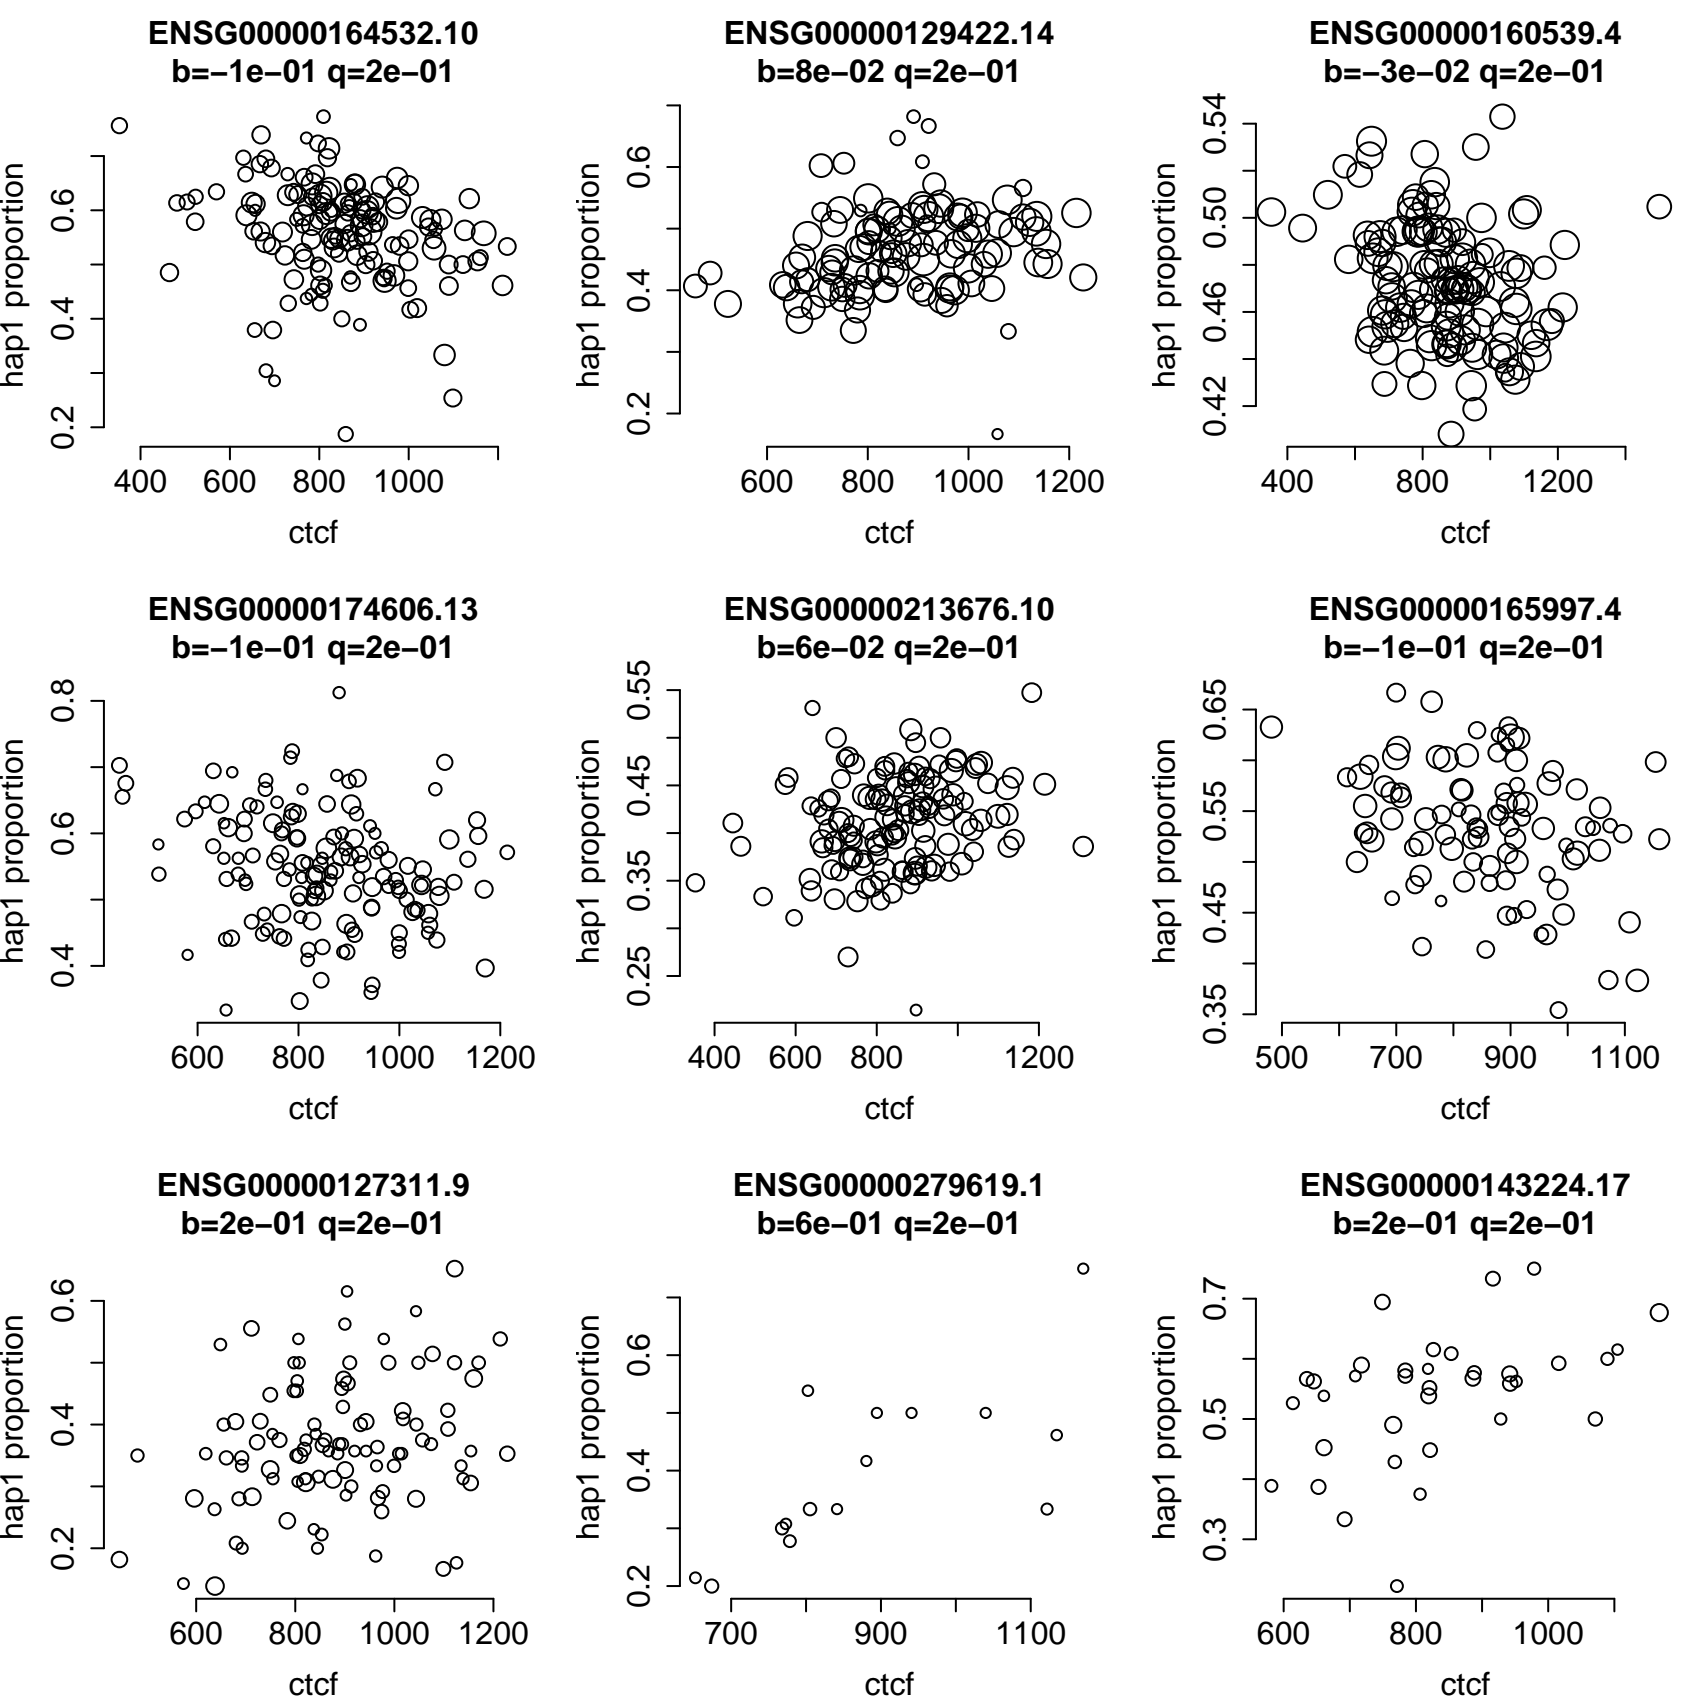 ENSG00000164532.10
b=−1e−01 q=2e−01
hap1 proportion
0.2 0.4 0.6
400 600 800 1000
ctcf
ENSG00000129422.14
b=8e−02 q=2e−01
hap1 proportion
0.2 0.4 0.6
600 800 1000 1200
ctcf
ENSG00000160539.4
b=−3e−02 q=2e−01
hap1 proportion
0.42 0.46 0.50 0.54
400 800 1200
ctcf
ENSG00000174606.13
b=−1e−01 q=2e−01
hap1 proportion
0.4 0.6 0.8
600 800 1000 1200
ctcf
ENSG00000213676.10
b=6e−02 q=2e−01
hap1 proportion
0.25 0.35 0.45 0.55
400 600 800 1200
ctcf
ENSG00000165997.4
b=−1e−01 q=2e−01
hap1 proportion
0.35 0.45 0.55 0.65
500 700 900 1100
ctcf
ENSG00000127311.9
b=2e−01 q=2e−01
hap1 proportion
0.2 0.4 0.6
600 800 1000 1200
ctcf
ENSG00000279619.1
b=6e−01 q=2e−01
hap1 proportion
0.2 0.4 0.6
700 900 1100
ctcf
ENSG00000143224.17
b=2e−01 q=2e−01
hap1 proportion
0.3 0.5 0.7
600 800 1000
ctcf